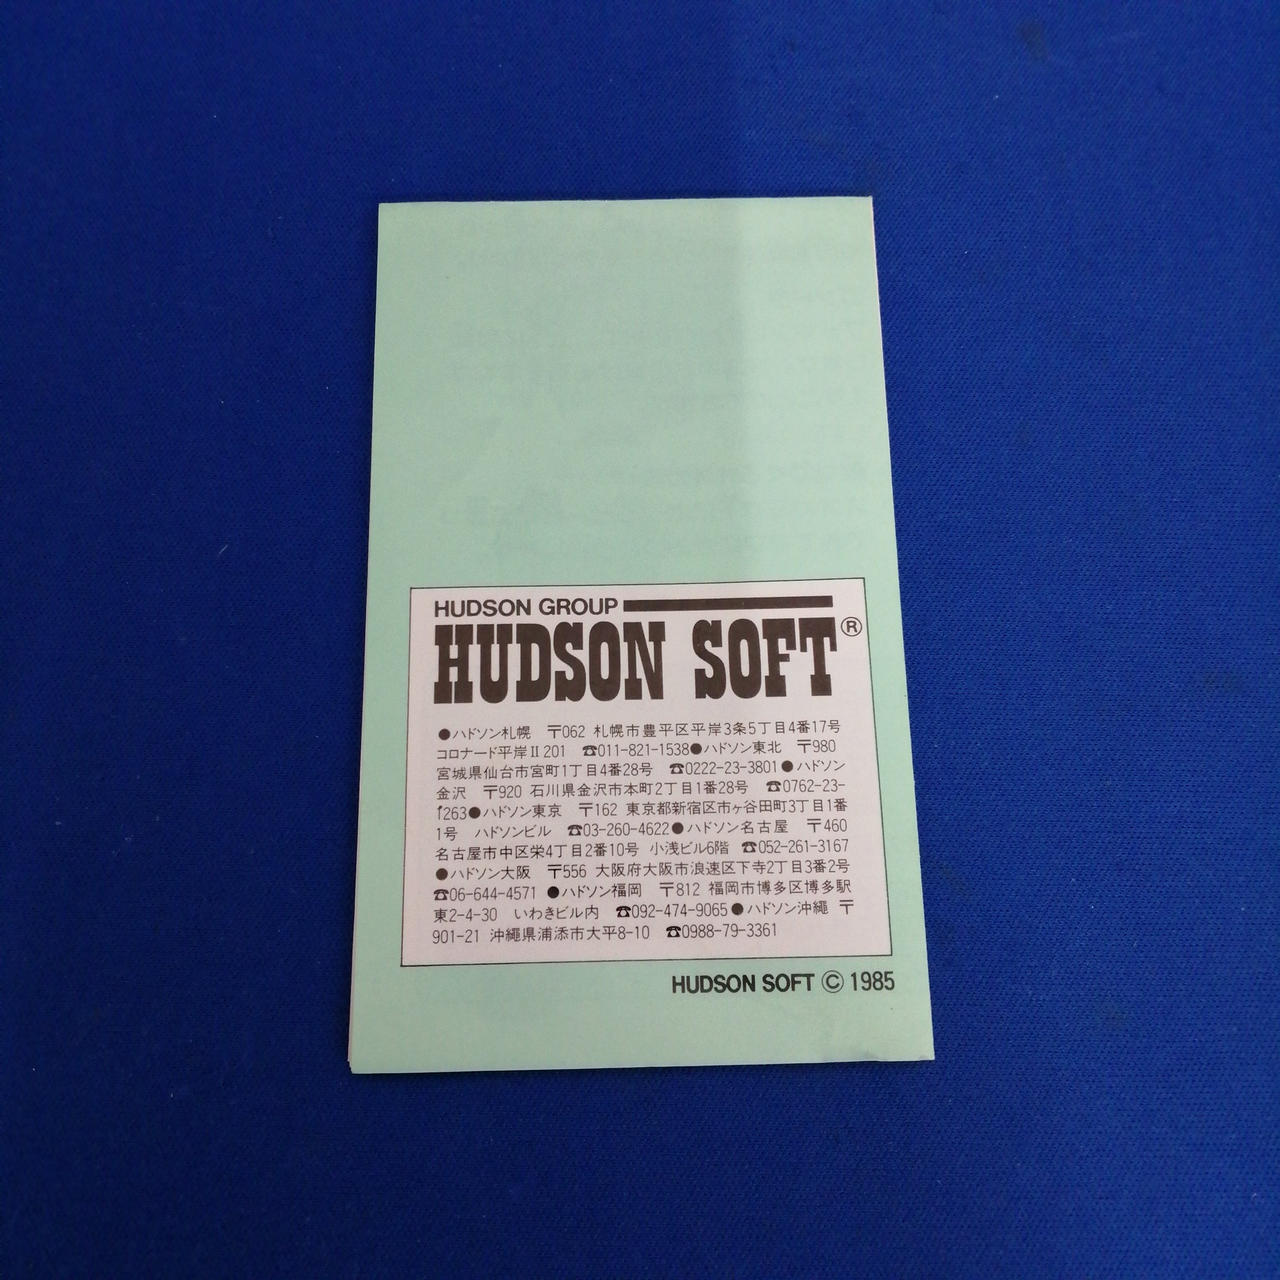 HUDSON GROUP
HUDSON SOFT®
●ハドソン札幌 〒062 札幌市豊平区平岸3条5丁目4番17号
コロナード平岸II 201 ☎011-821-1538●ハドソン東北 〒980
宮城県仙台市宮町1丁目4番28号 ☎0222-23-3801●ハドソン
金沢 〒920 石川県金沢市本町2丁目1番28号 ☎0762-23-
1263●ハドソン東京 〒162 東京都新宿区市ヶ谷田町3丁目1番
1号 ハドソンビル ☎03-260-4622●ハドソン名古屋 〒460
名古屋市中区栄4丁目2番10号 小浅ビル6階 ☎052-261-3167
●ハドソン大阪 〒556 大阪府大阪市浪速区下寺2丁目3番2号
☎06-644-4571 ●ハドソン福岡 〒812 福岡市博多区博多駅
東2-4-30 いわきビル内 ☎092-474-9065●ハドソン沖縄 〒
901-21 沖縄県浦添市大平8-10 ☎0988-79-3361
HUDSON SOFT © 1985